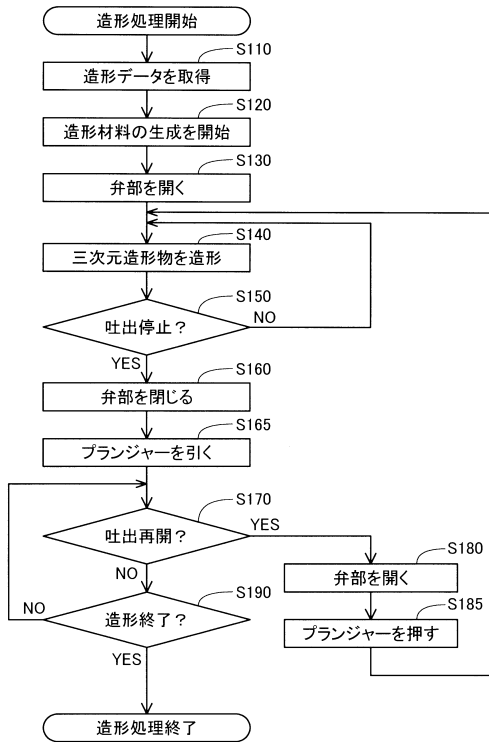 造形処理開始
S110
造形データを取得
S120
造形材料の生成を開始
S130
弁部を開く
S140
三次元造形物を造形
S150
吐出停止？
NO
YES
S160
弁部を閉じる
S165
プランジャーを引く
S170
吐出再開？
YES
NO
S180
弁部を開く
S185
プランジャーを押す
S190
造形終了？
NO
YES
造形処理終了